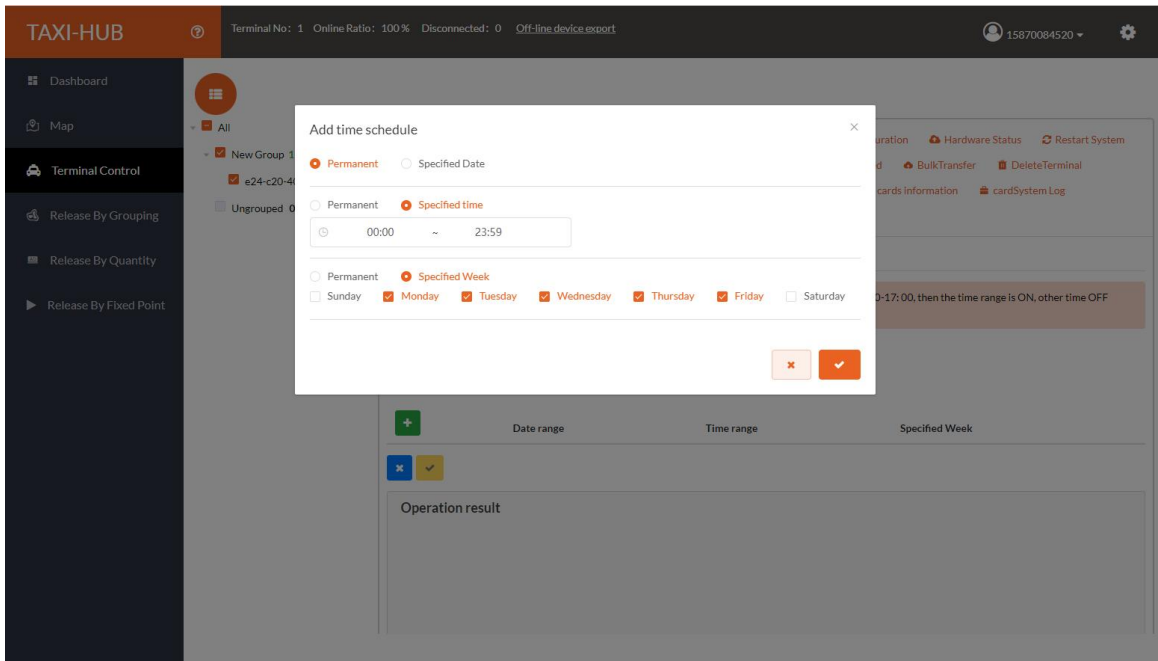 TAXI-HUB
Terminal No: 1 Online Ratio: 100% Disconnected: 0 Off-line device export
15870084520
Dashboard
Map
Terminal Control
Release By Grouping
Release By Quantity
Release By Fixed Point
All
New Group 1
e24-c20-40
Ungrouped 0
Add time schedule
Permanent Specified Date
Permanent Specified time
00:00 ~ 23:59
Permanent Specified Week
Sunday Monday Tuesday Wednesday Thursday Friday Saturday
uration Hardware Status Restart System
d BulkTransfer DeleteTerminal
cards information cardSystem Log
0-17: 00, then the time range is ON, other time OFF
Date range Time range Specified Week
Operation result